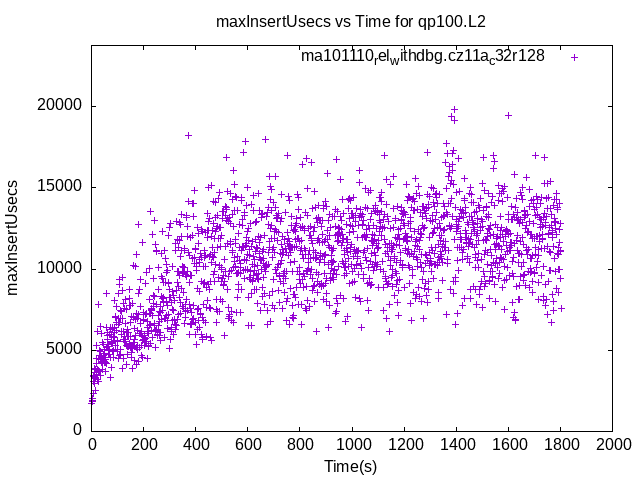 maxInsertUsecs vs Time for qp100.L2
ma101110relwithdbg.cz11ac32r128
maxInsertUsecs
20000
15000
10000
5000
0
0 200 400 600 800 1000 1200 1400 1600 1800 2000
Time(s)